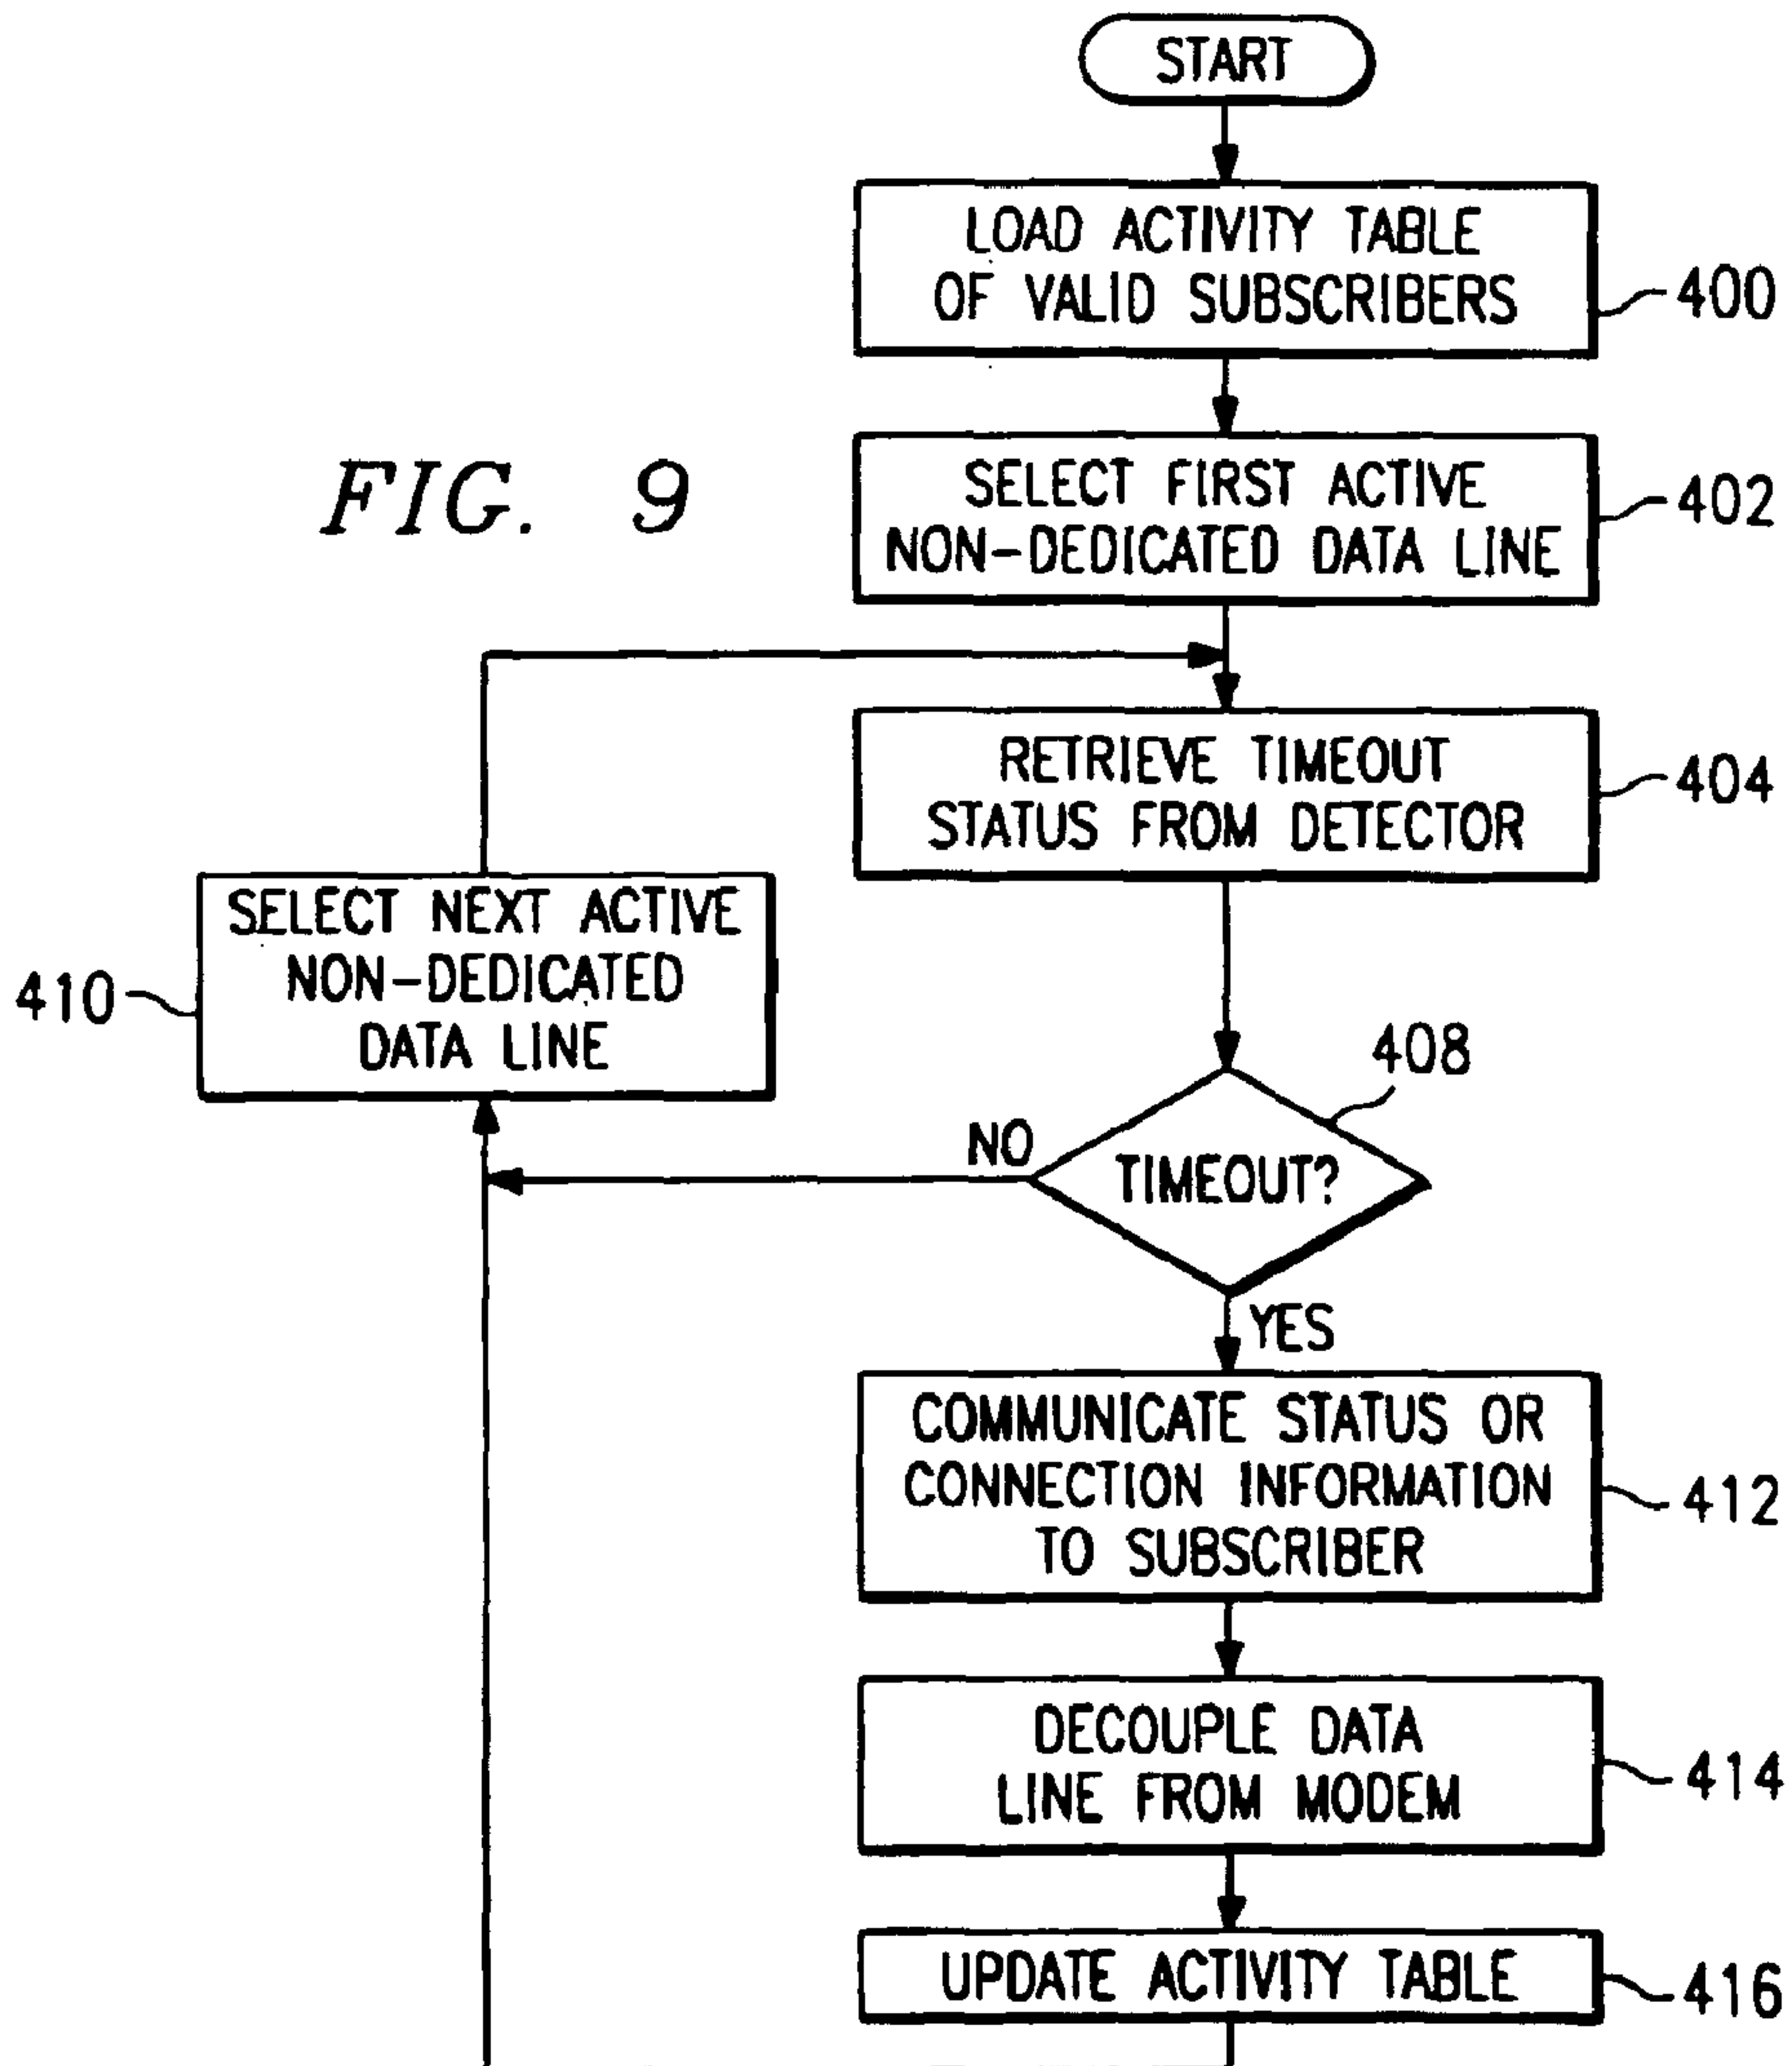 START
LOAD ACTIVITY TABLE
OF VALID SUBSCRIBERS
400
FIG. 9
SELECT FIRST ACTIVE
NON-DEDICATED DATA LINE
402
RETRIEVE TIMEOUT
STATUS FROM DETECTOR
404
SELECT NEXT ACTIVE
NON-DEDICATED
DATA LINE
410
408
TIMEOUT?
NO
YES
COMMUNICATE STATUS OR
CONNECTION INFORMATION
TO SUBSCRIBER
412
DECOUPLE DATA
LINE FROM MODEM
414
UPDATE ACTIVITY TABLE
416